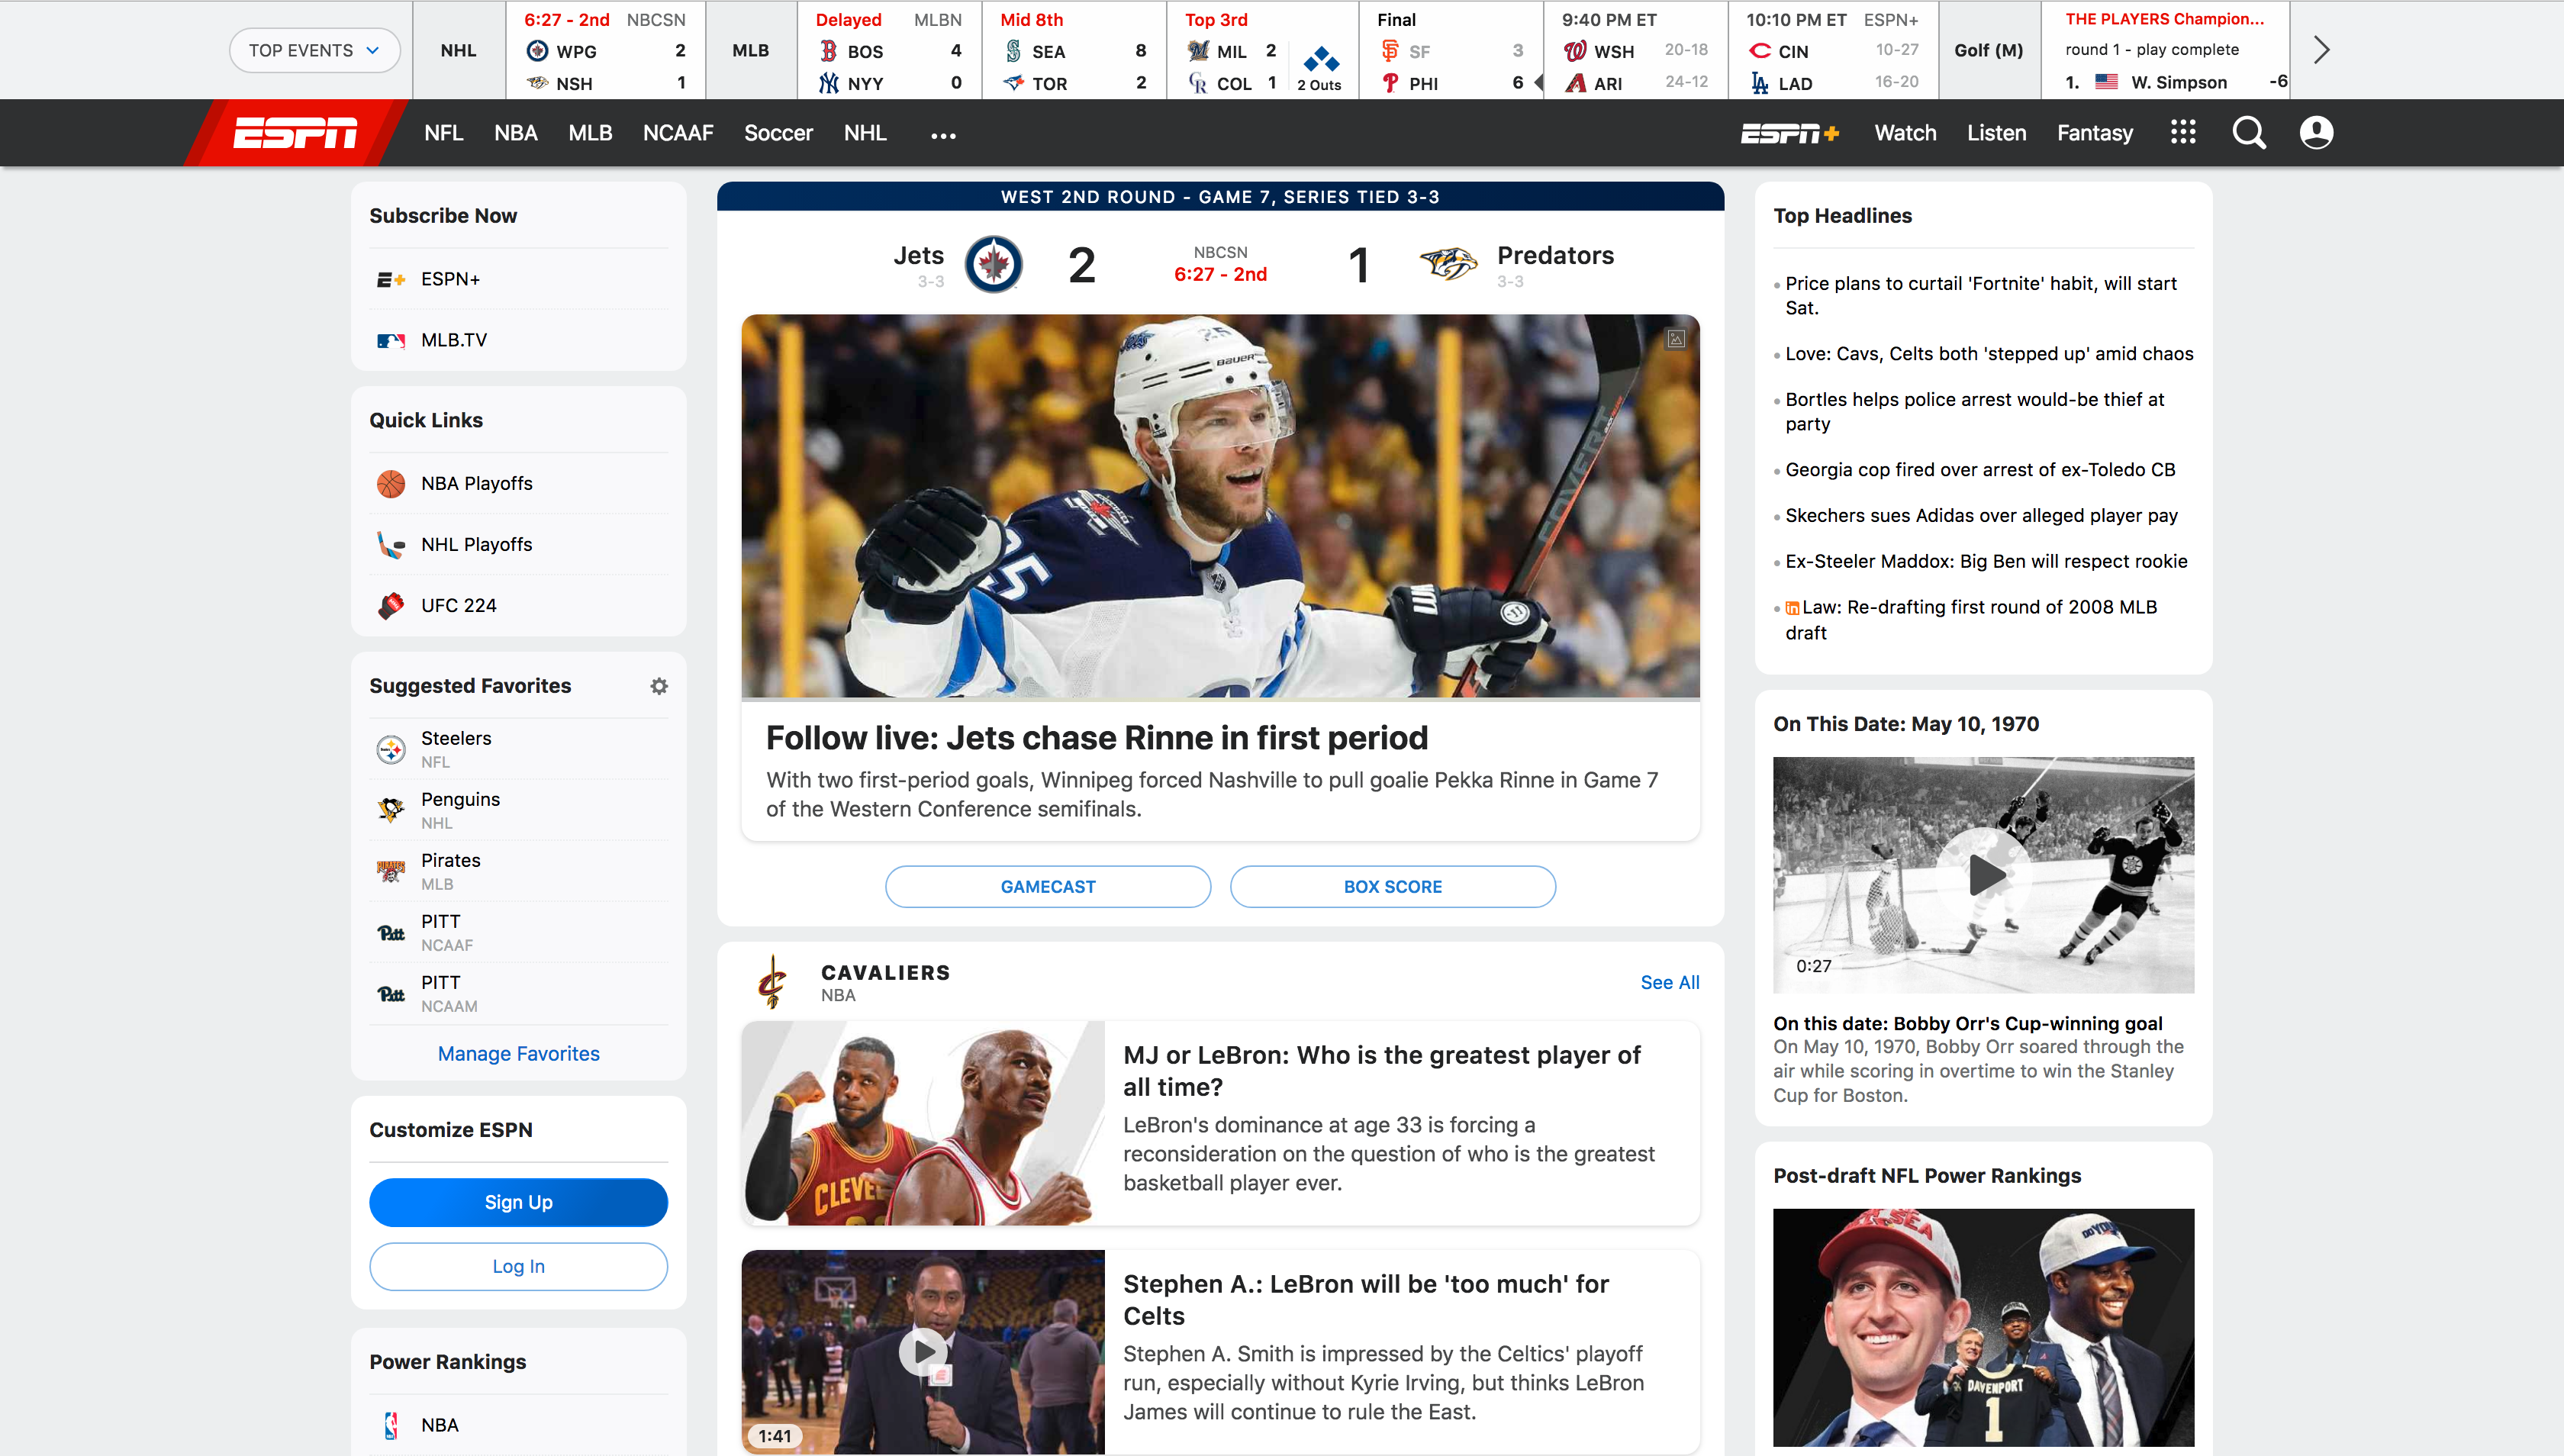 TOP EVENTS
NHL
6:27 - 2nd NBCSN
WPG 2
NSH 1
MLB
Delayed MLBN
BOS 4
NYY 0
Mid 8th
SEA 8
TOR 2
Top 3rd
MIL 2
COL 1
2 Outs
Final
SF 3
PHI 6
9:40 PM ET
WSH 20-18
ARI 24-12
10:10 PM ET ESPN+
CIN 10-27
LAD 16-20
Golf (M)
THE PLAYERS Champion...
round 1 - play complete
1. W. Simpson -6
ESPN
NFL NBA MLB NCAAF Soccer NHL ...
ESPN+ Watch Listen Fantasy
Subscribe Now
E+ ESPN+
MLB.TV
Quick Links
NBA Playoffs
NHL Playoffs
UFC 224
Suggested Favorites
Steelers
NFL
Penguins
NHL
PIRATES
Pirates
MLB
Pitt
PITT
NCAAF
Pitt
PITT
NCAAM
Manage Favorites
Customize ESPN
Sign Up
Log In
Power Rankings
NBA
WEST 2ND ROUND - GAME 7, SERIES TIED 3-3
Jets
3-3
2
NBCSN
6:27 - 2nd
1
Predators
3-3
25
BAUER
25
COVERT
Follow live: Jets chase Rinne in first period
With two first-period goals, Winnipeg forced Nashville to pull goalie Pekka Rinne in Game 7
of the Western Conference semifinals.
GAMECAST
BOX SCORE
CAVALIERS
NBA
See All
CLEVE
MJ or LeBron: Who is the greatest player of
all time?
LeBron's dominance at age 33 is forcing a
reconsideration on the question of who is the greatest
basketball player ever.
1:41
Stephen A.: LeBron will be 'too much' for
Celts
Stephen A. Smith is impressed by the Celtics' playoff
run, especially without Kyrie Irving, but thinks LeBron
James will continue to rule the East.
Top Headlines
Price plans to curtail 'Fortnite' habit, will start
Sat.
Love: Cavs, Celts both 'stepped up' amid chaos
Bortles helps police arrest would-be thief at
party
Georgia cop fired over arrest of ex-Toledo CB
Skechers sues Adidas over alleged player pay
Ex-Steeler Maddox: Big Ben will respect rookie
in Law: Re-drafting first round of 2008 MLB
draft
On This Date: May 10, 1970
0:27
On this date: Bobby Orr's Cup-winning goal
On May 10, 1970, Bobby Orr soared through the
air while scoring in overtime to win the Stanley
Cup for Boston.
Post-draft NFL Power Rankings
DAVENPORT
1